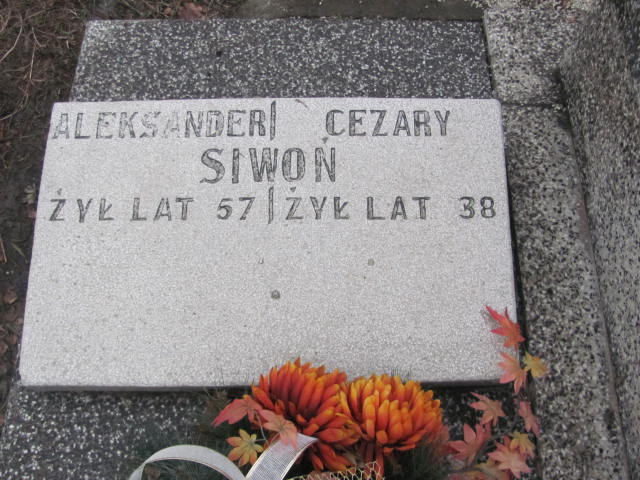 ALEKSANDER | CEZARY
SIWOŃ
ŻYŁ LAT 57 | ŻYŁ LAT 38